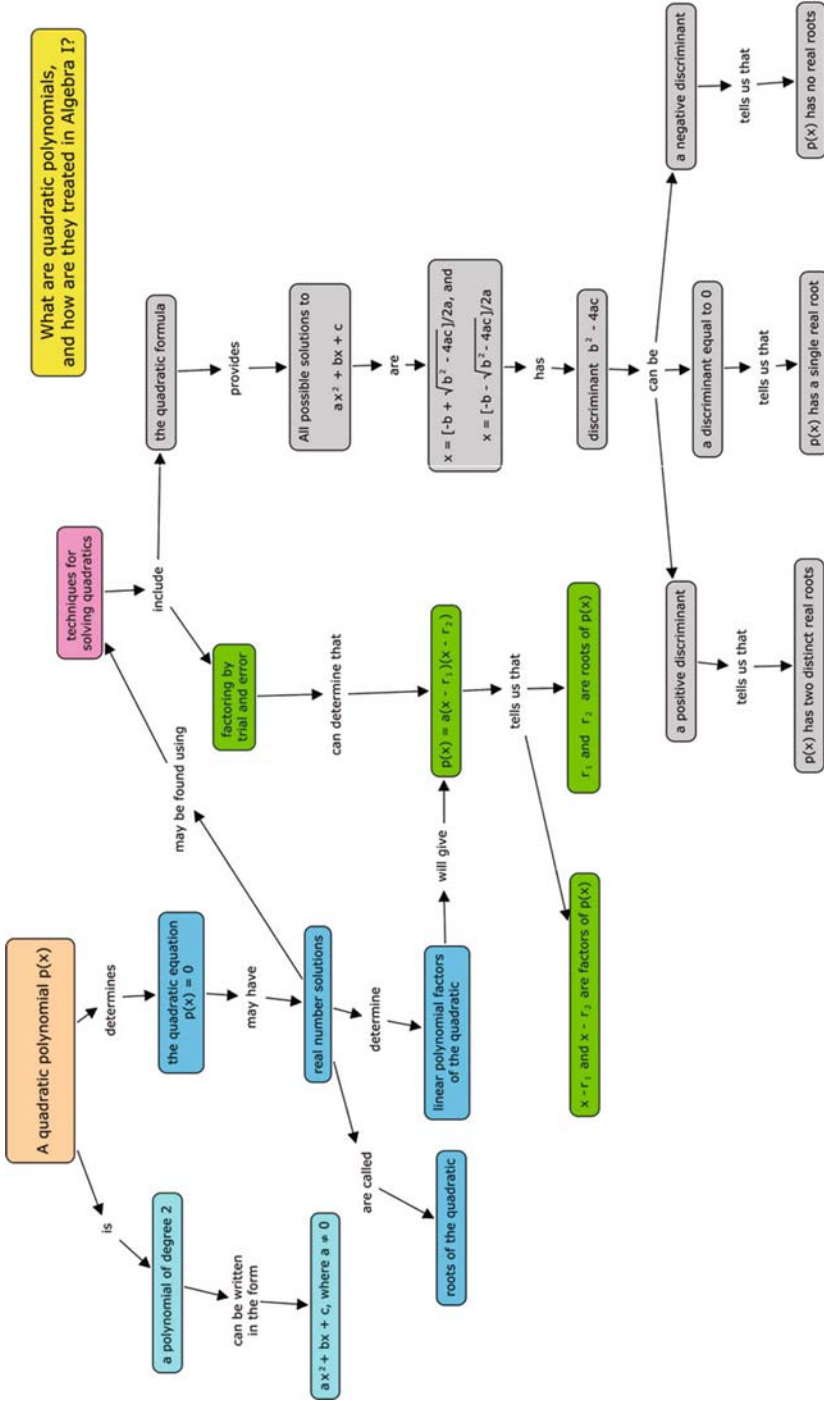 What are quadratic polynomials,
and how are they treated in Algebra I?
A quadratic polynomial p(x)
is
a polynomial of degree 2
can be written
in the form
ax² + bx + c, where a ≠ 0
determines
the quadratic equation
p(x) = 0
may have
real number solutions
are called
roots of the quadratic
determine
linear polynomial factors
of the quadratic
will give
may be found using
techniques for
solving quadratics
include
factoring by
trial and error
can determine that
p(x) = a(x - r₁)(x - r₂)
tells us that
x - r₁ and x - r₂ are factors of p(x)
r₁ and r₂ are roots of p(x)
the quadratic formula
provides
All possible solutions to
ax² + bx + c
are
x = [-b + √b² - 4ac]/2a, and
x = [-b - √b² - 4ac]/2a
has
discriminant b² - 4ac
can be
a positive discriminant
tells us that
p(x) has two distinct real roots
a discriminant equal to 0
tells us that
p(x) has a single real root
a negative discriminant
tells us that
p(x) has no real roots